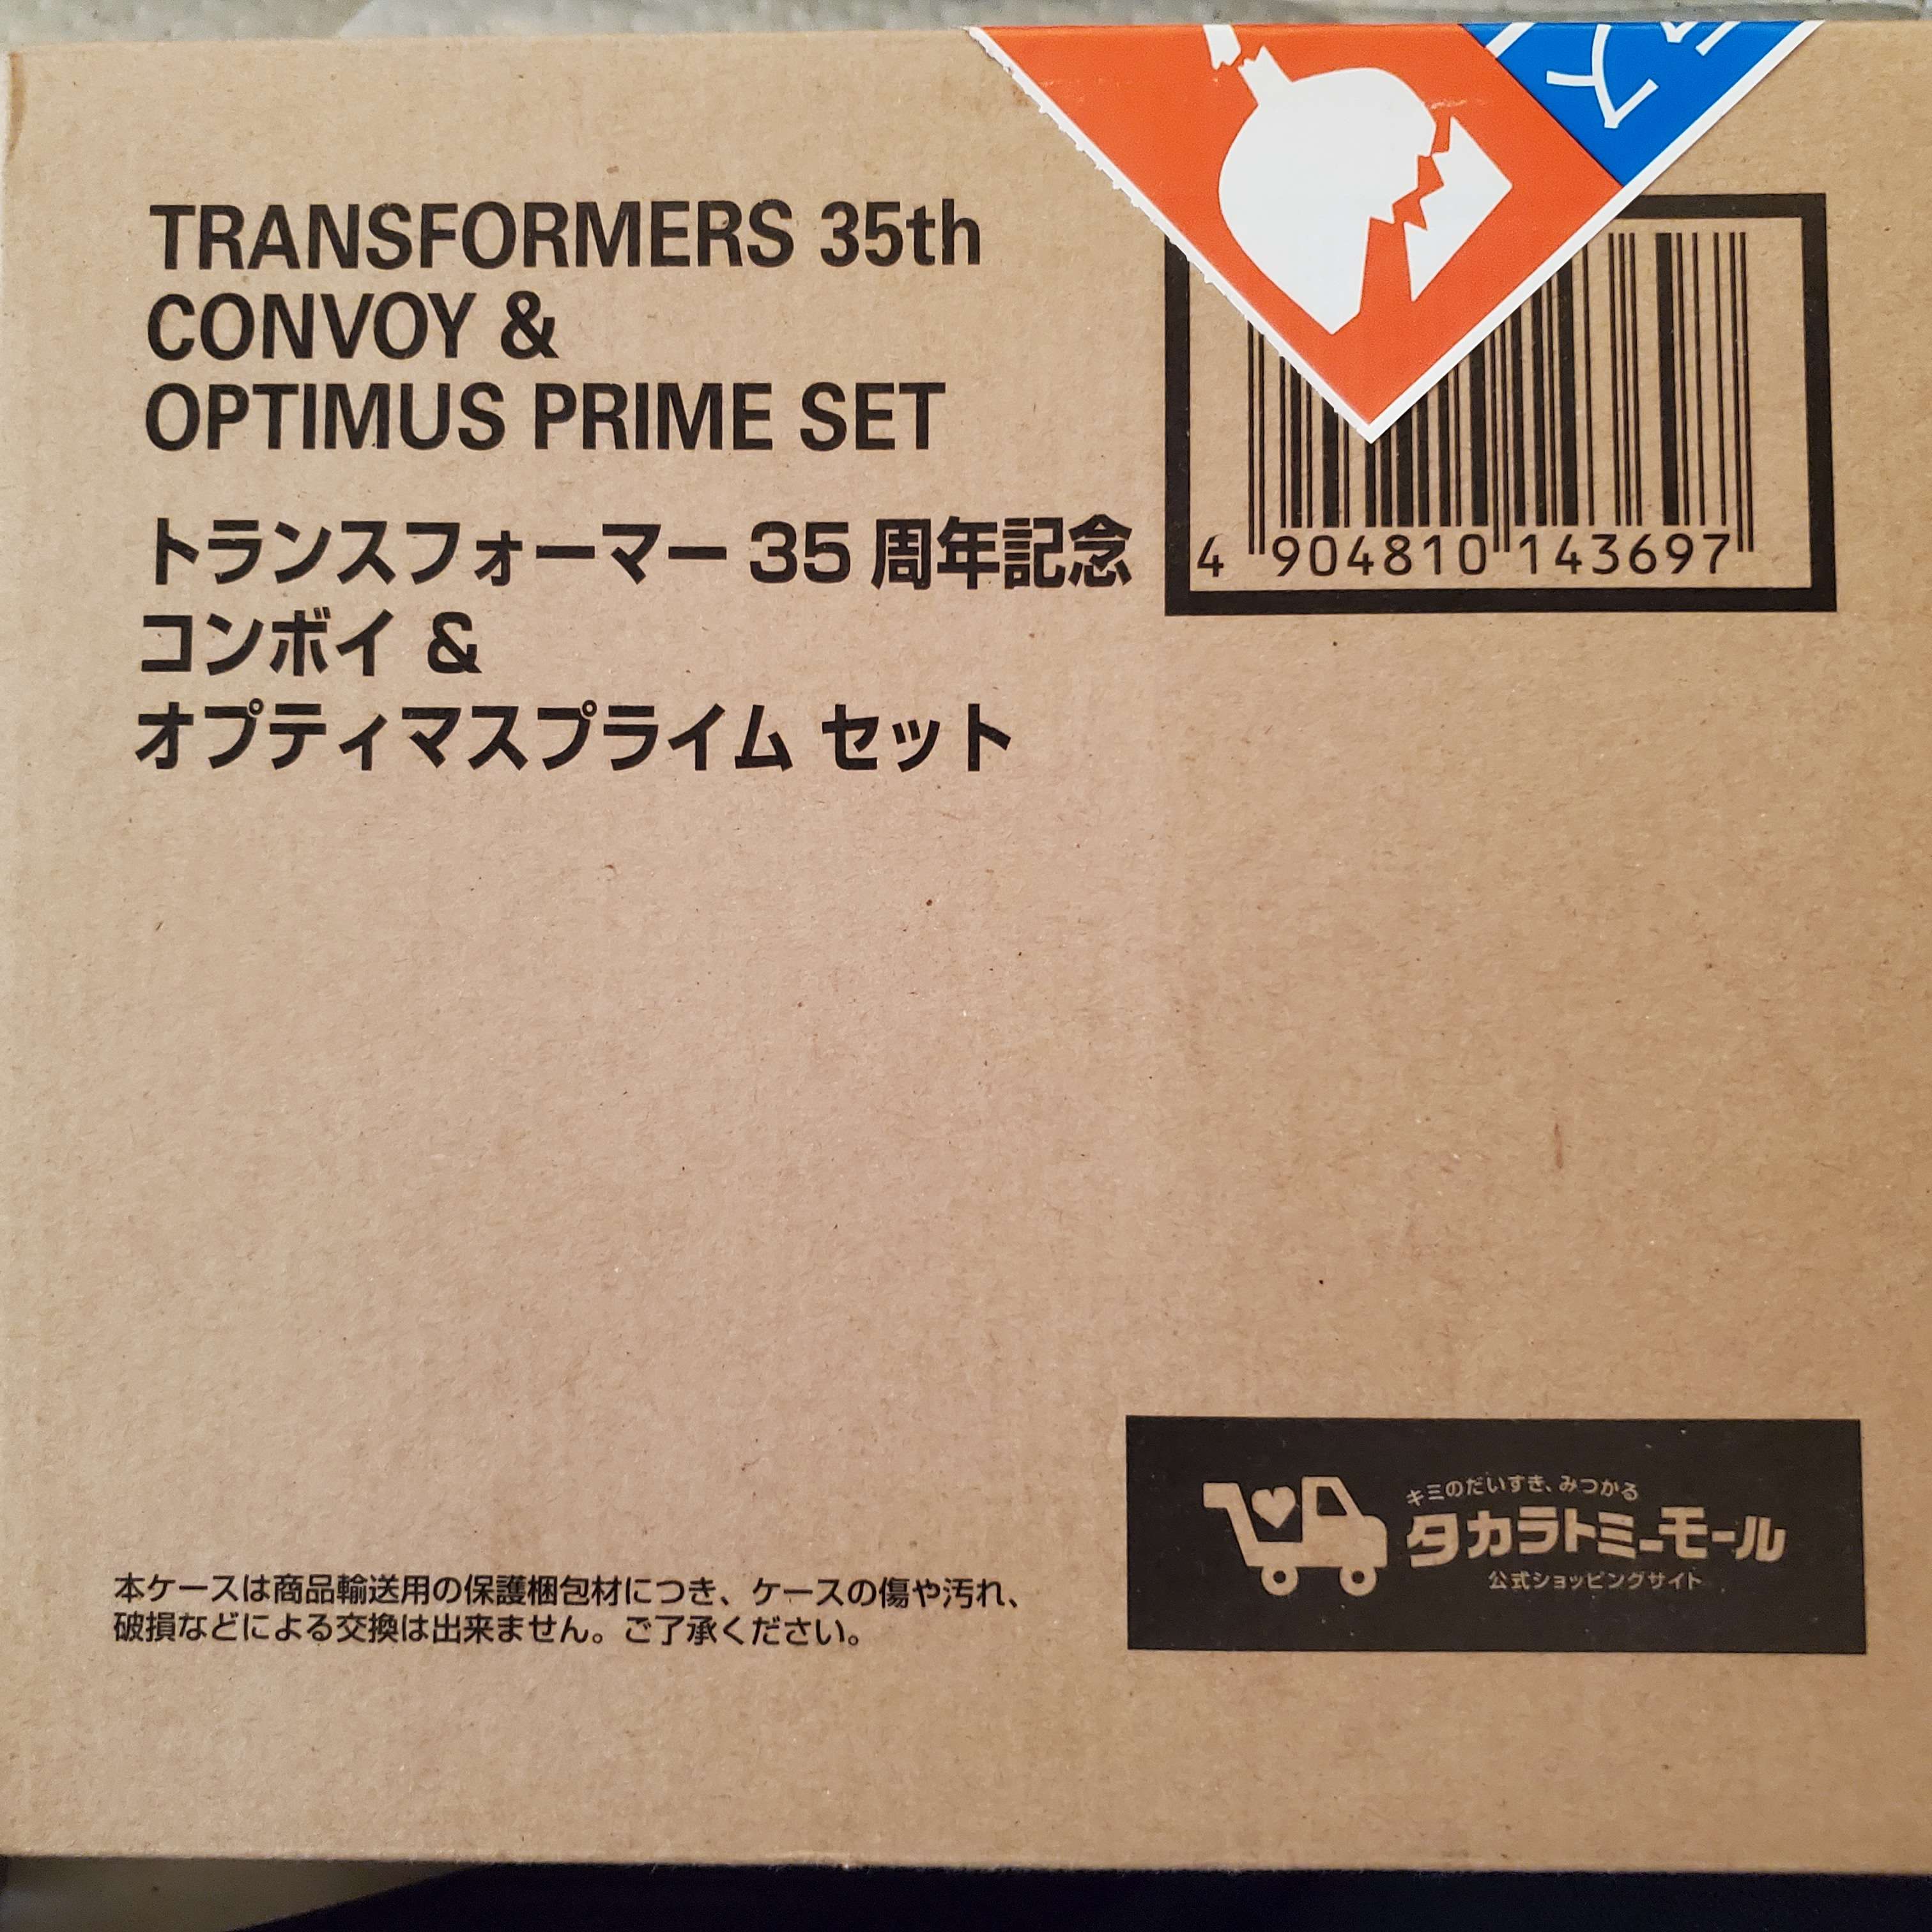 TRANSFORMERS 35th
CONVOY &
OPTIMUS PRIME SET
トランスフォーマー 35 周年記念
コンボイ &
オプティマスプライム セット
4 904810 143697
キミのだいすき、みつかる
タカラトミーモール
公式ショッピングサイト
本ケースは商品輸送用の保護梱包材につき、ケースの傷や汚れ、
破損などによる交換は出来ません。ご了承ください。